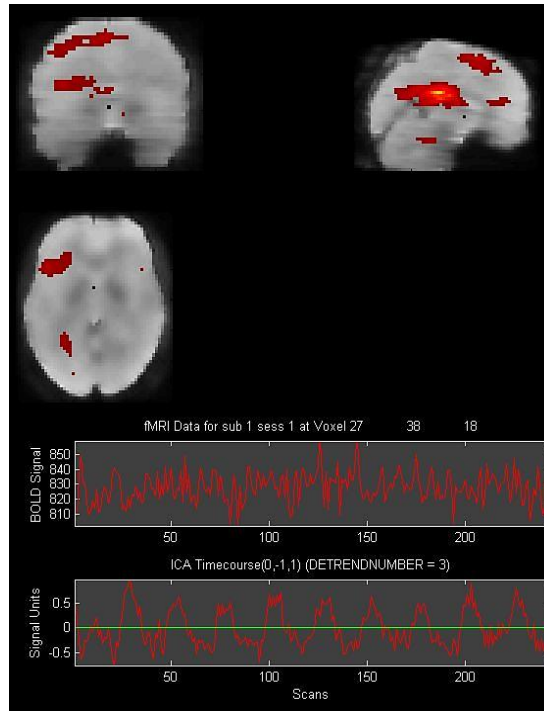 fMRI Data for sub 1 sess 1 at Voxel 27 38 18
850
840
830
820
810
BOLD Signal
50 100 150 200
ICA Timecourse(0,-1,1) (DETRENDNUMBER = 3)
0.5
0
-0.5
Signal Units
50 100 150 200
Scans